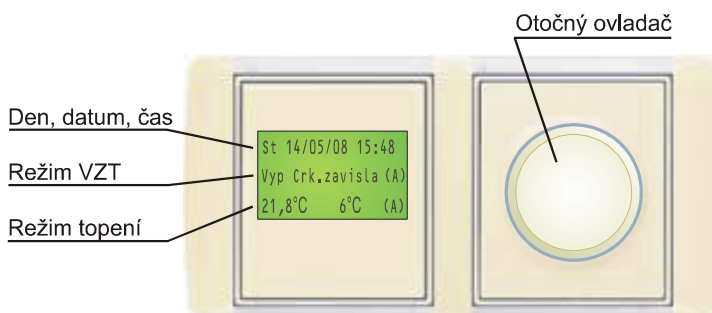 Otočný ovladač
Den, datum, čas
St 14/05/08 15:48
Režim VZT
Vyp Crk.zavisla (A)
Režim topení
21,8°C 6°C (A)